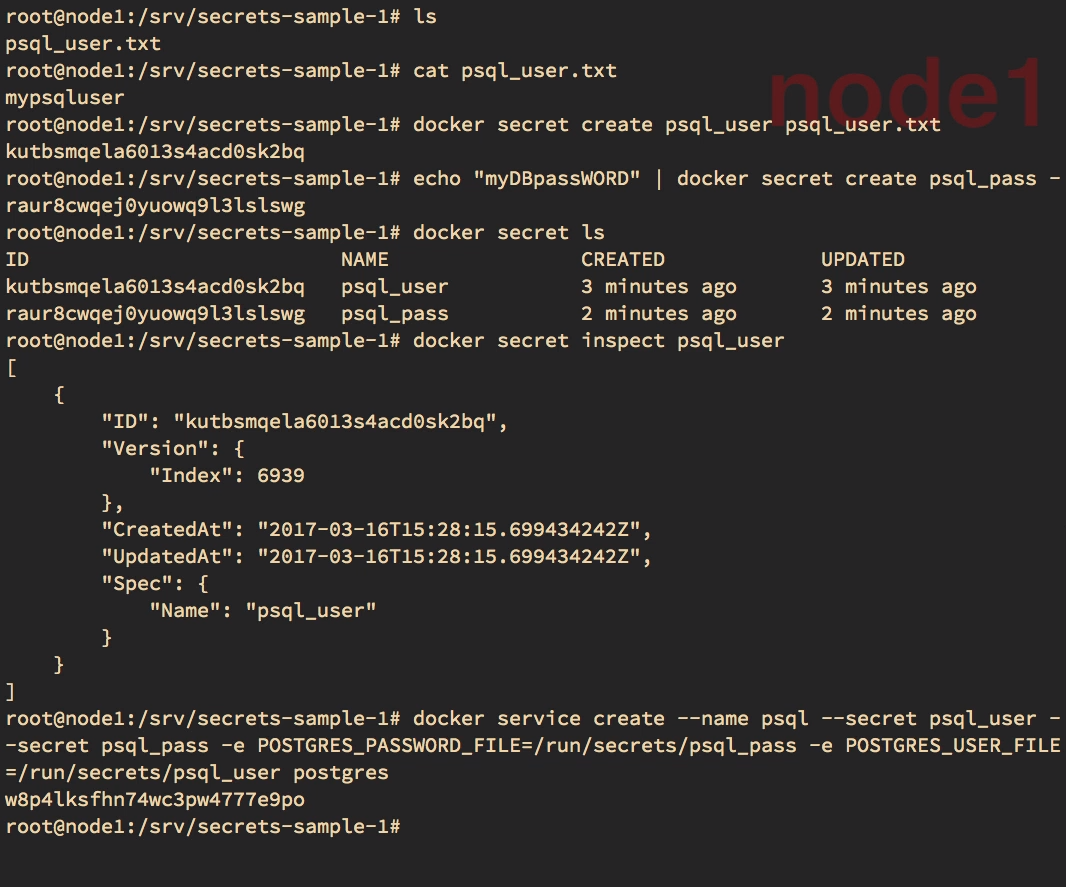 root@node1:/srv/secrets-sample-1# ls
psql_user.txt
root@node1:/srv/secrets-sample-1# cat psql_user.txt
mypsqluser
root@node1:/srv/secrets-sample-1# docker secret create psql_user psql_user.txt
kutbsmqela6013s4acd0sk2bq
root@node1:/srv/secrets-sample-1# echo "myDBpassWORD" | docker secret create psql_pass -
raur8cwqej0yuowq9l3lslswg
root@node1:/srv/secrets-sample-1# docker secret ls
ID                          NAME                CREATED             UPDATED
kutbsmqela6013s4acd0sk2bq   psql_user           3 minutes ago       3 minutes ago
raur8cwqej0yuowq9l3lslswg   psql_pass           2 minutes ago       2 minutes ago
root@node1:/srv/secrets-sample-1# docker secret inspect psql_user
[
    {
        "ID": "kutbsmqela6013s4acd0sk2bq",
        "Version": {
            "Index": 6939
        },
        "CreatedAt": "2017-03-16T15:28:15.699434242Z",
        "UpdatedAt": "2017-03-16T15:28:15.699434242Z",
        "Spec": {
            "Name": "psql_user"
        }
    }
]
root@node1:/srv/secrets-sample-1# docker service create --name psql --secret psql_user -
-secret psql_pass -e POSTGRES_PASSWORD_FILE=/run/secrets/psql_pass -e POSTGRES_USER_FILE
=/run/secrets/psql_user postgres
w8p4lksfhn74wc3pw4777e9po
root@node1:/srv/secrets-sample-1#
node1